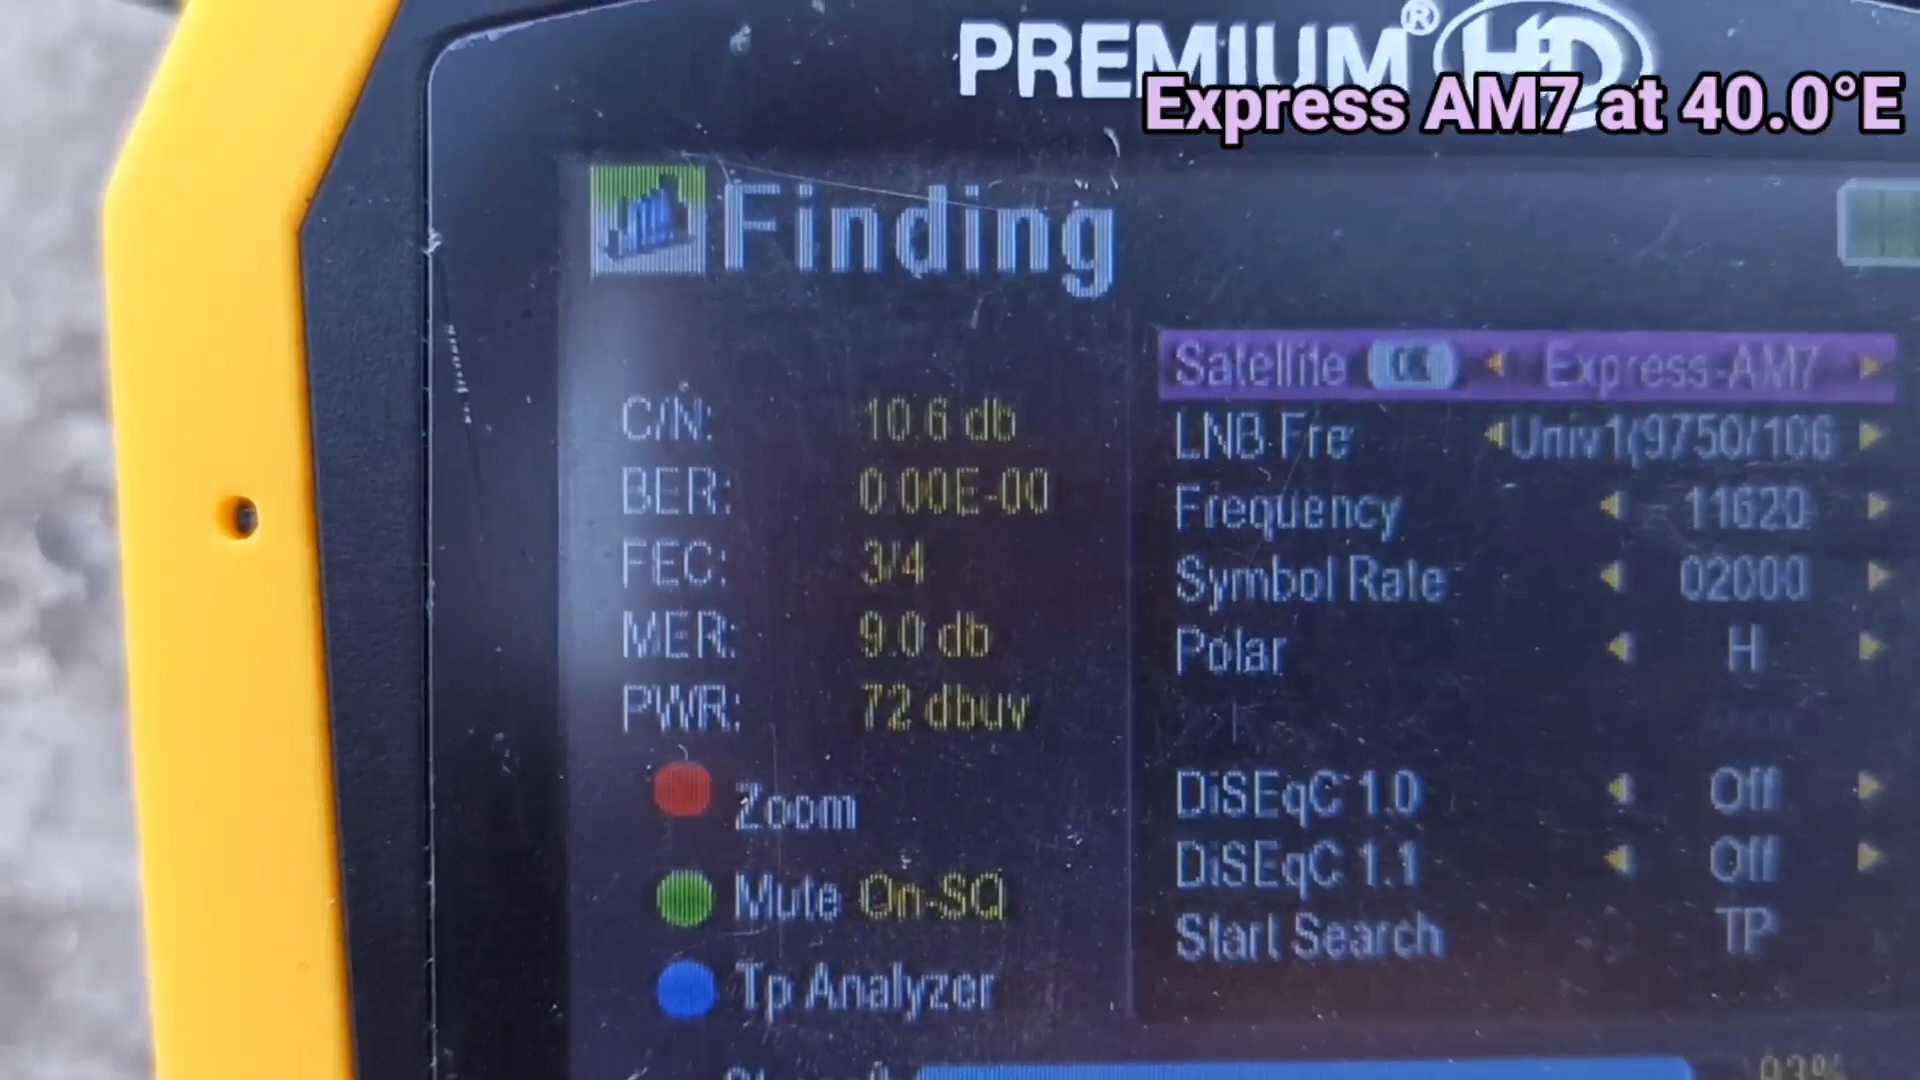 PREMIUM® HD
Express AM7 at 40.0°E
Finding
Satellite OK Express-AM7
LNB Fre Univ1(9750/106
Frequency 11620
Symbol Rate 02000
Polar H
DiSEqC 1.0 Off
DiSEqC 1.1 Off
Start Search TP
C/N: 10.6 db
BER: 0.00E-00
FEC: 3/4
MER: 9.0 db
PWR: 72 dbuv
Zoom
Mute On-SQ
Tp Analyzer